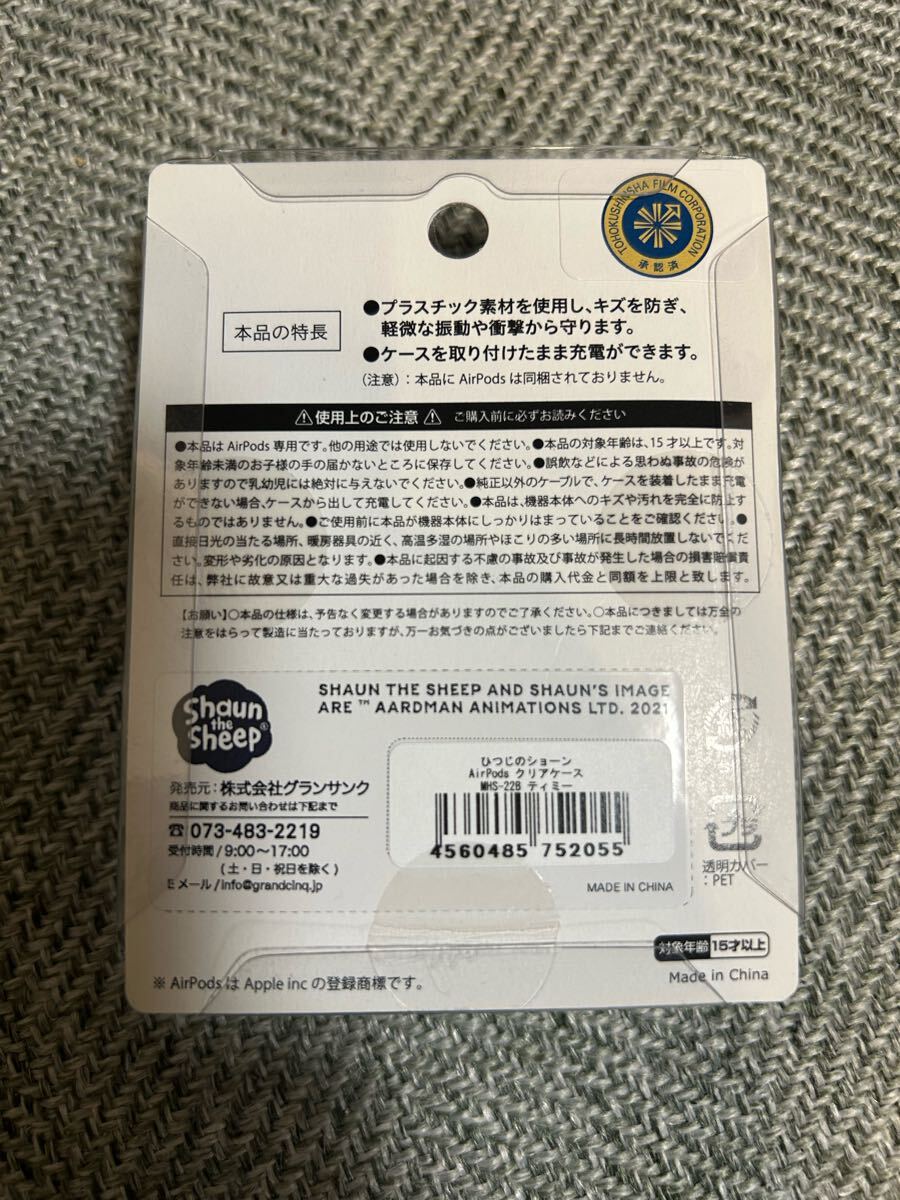 TOHOKUSHINSHA FILM CORPORATION
承認済
本品の特長
●プラスチック素材を使用し、キズを防ぎ、
軽微な振動や衝撃から守ります。
●ケースを取り付けたまま充電ができます。
（注意）：本品に AirPods は同梱されておりません。
⚠使用上のご注意⚠ ご購入前に必ずお読みください
●本品は AirPods 専用です。他の用途では使用しないでください。●本品の対象年齢は、15 才以上です。対
象年齢未満のお子様の手の届かないところに保存してください。●誤飲などによる思わぬ事故の危険が
ありますので乳幼児には絶対に与えないでください。●純正以外のケーブルで、ケースを装着したまま充電
ができない場合、ケースから出して充電してください。●本品は、機器本体へのキズや汚れを完全に防止す
るものではありません。●ご使用前に本品が機器本体にしっかりはまっていることをご確認ください。●
直接日光の当たる場所、暖房器具の近く、高温多湿の場所やほこりの多い場所に長時間放置しないでくだ
さい。変形や劣化の原因となります。●本品に起因する不慮の事故及び事故が発生した場合の損害賠償責
任は、弊社に故意又は重大な過失があった場合を除き、本品の購入代金と同額を上限と致します。
【お願い】○本品の仕様は、予告なく変更する場合がありますのでご了承ください。○本品につきましては万全の
注意をはらって製造に当たっておりますが、万一お気づきの点がございましたら下記までご連絡ください。
Shaun
the
Sheep®
SHAUN THE SHEEP AND SHAUN'S IMAGE
ARE ™ AARDMAN ANIMATIONS LTD. 2021
発売元：株式会社グランサンク
商品に関するお問い合わせは下記まで
☎ 073-483-2219
受付時間／9:00〜17:00
（土・日・祝日を除く）
Eメール／info@grandcinq.jp
ひつじのショーン
AirPods クリアケース
MHS-22B ティミー
4560485 752055
MADE IN CHINA
プラ
透明カバー
：PET
対象年齢 15才以上
Made in China
※ AirPods は Apple inc の登録商標です。